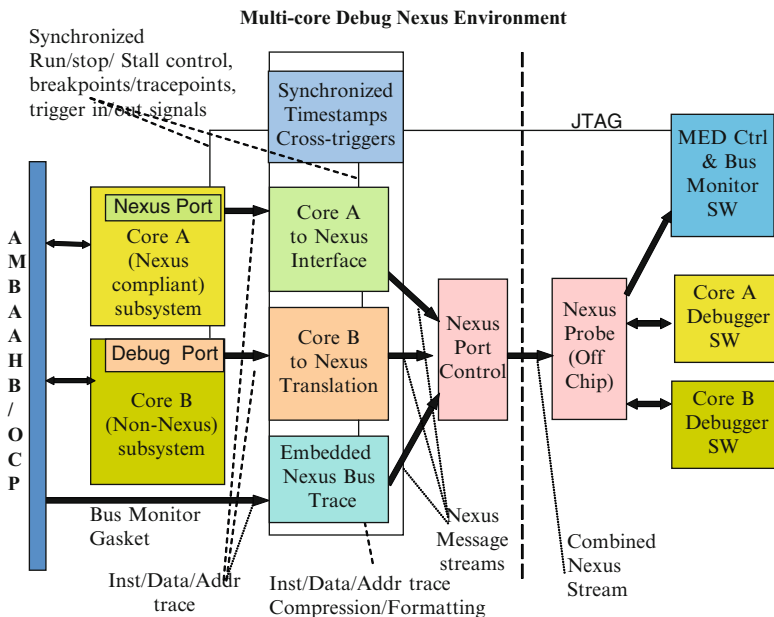 Multi-core Debug Nexus Environment
Synchronized
Run/stop/ Stall control,
breakpoints/tracepoints,
trigger in/out signals
Synchronized
Timestamps
Cross-triggers
JTAG
MED Ctrl
& Bus
Monitor
SW
AMBA AHB/OCP
Nexus Port
Core A
(Nexus
compliant)
subsystem
Core A
to Nexus
Interface
Debug Port
Core B
(Non-Nexus)
subsystem
Core B
to Nexus
Translation
Nexus
Port
Control
Nexus
Probe
(Off
Chip)
Core A
Debugger
SW
Core B
Debugger
SW
Embedded
Nexus Bus
Trace
Bus Monitor
Gasket
Nexus
Message
streams
Combined
Nexus
Stream
Inst/Data/Addr
trace
Inst/Data/Addr trace
Compression/Formatting